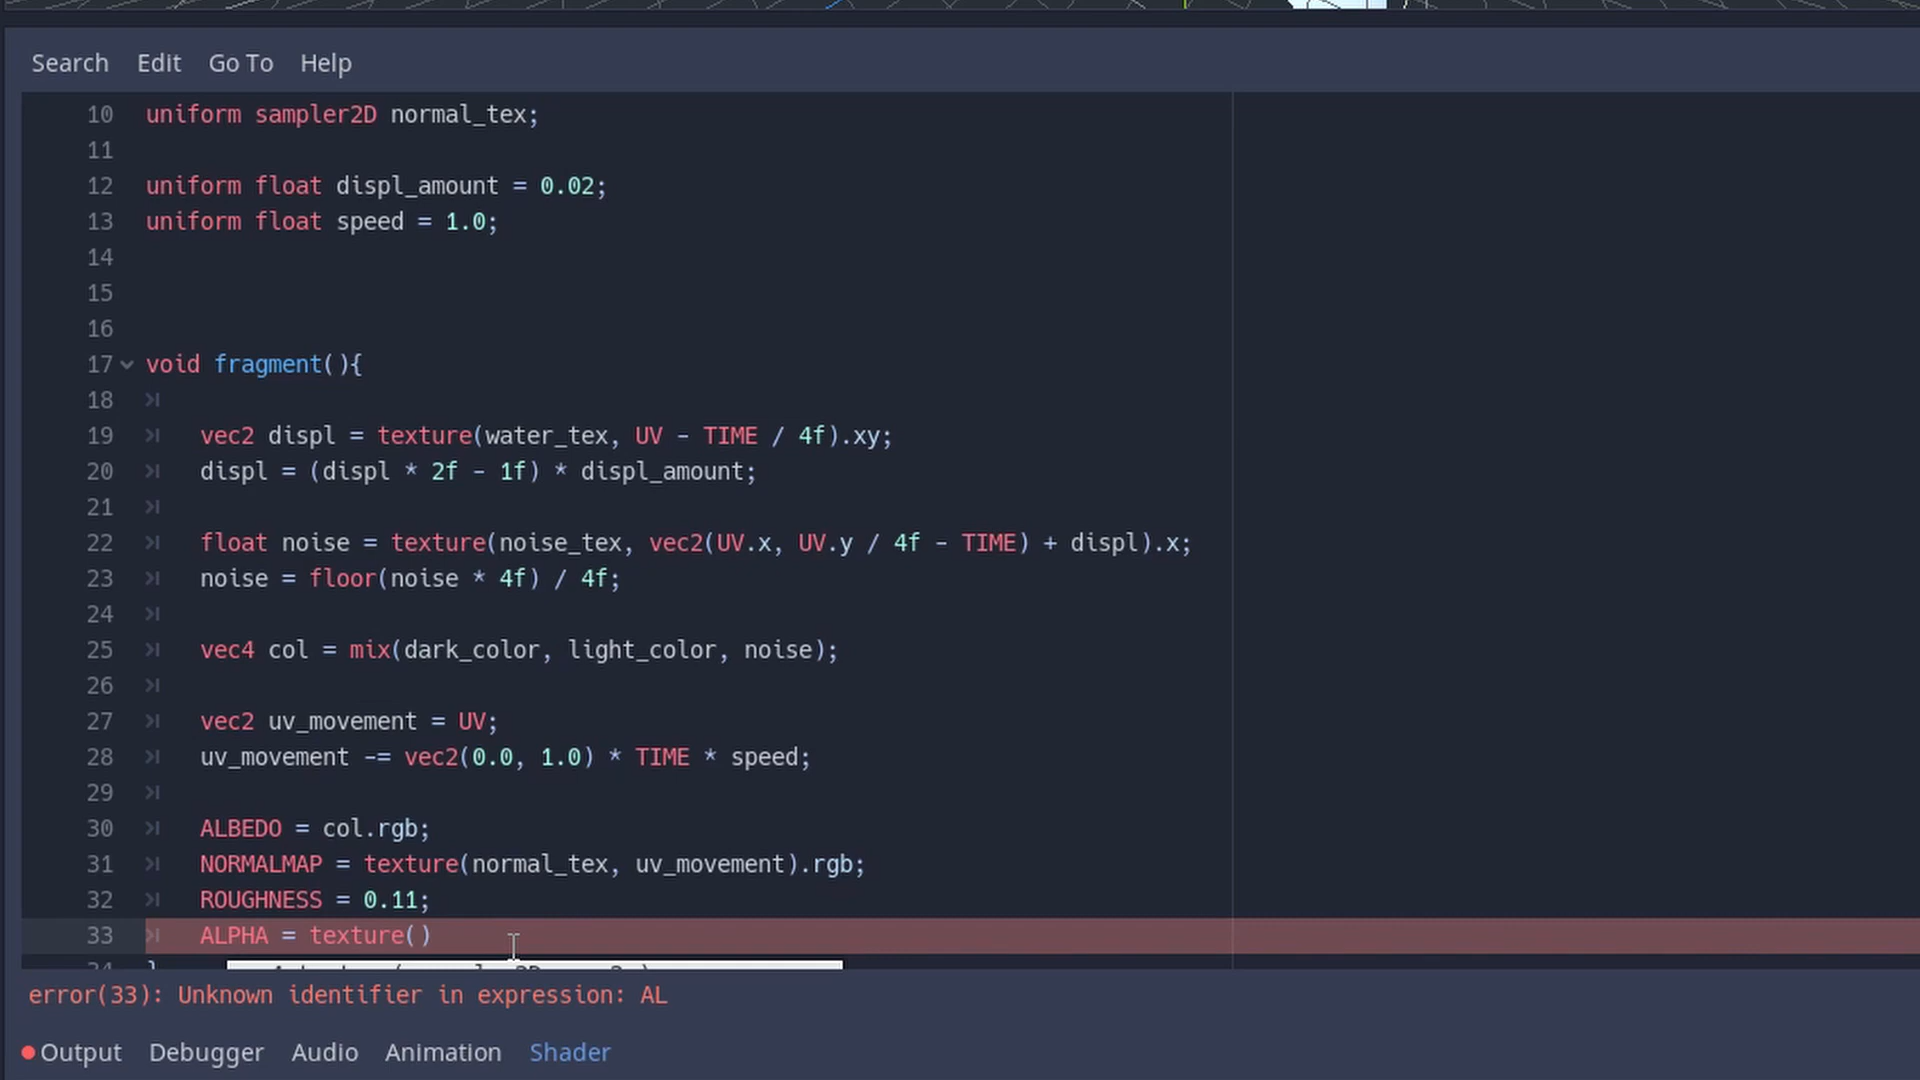 Search Edit Go To Help
10 uniform sampler2D normal_tex;
11
12 uniform float displ_amount = 0.02;
13 uniform float speed = 1.0;
14
15
16
17 void fragment(){
18
19 vec2 displ = texture(water_tex, UV - TIME / 4f).xy;
20 displ = (displ * 2f - 1f) * displ_amount;
21
22 float noise = texture(noise_tex, vec2(UV.x, UV.y / 4f - TIME) + displ).x;
23 noise = floor(noise * 4f) / 4f;
24
25 vec4 col = mix(dark_color, light_color, noise);
26
27 vec2 uv_movement = UV;
28 uv_movement -= vec2(0.0, 1.0) * TIME * speed;
29
30 ALBEDO = col.rgb;
31 NORMALMAP = texture(normal_tex, uv_movement).rgb;
32 ROUGHNESS = 0.11;
33 ALPHA = texture()
error(33): Unknown identifier in expression: AL
Output Debugger Audio Animation Shader